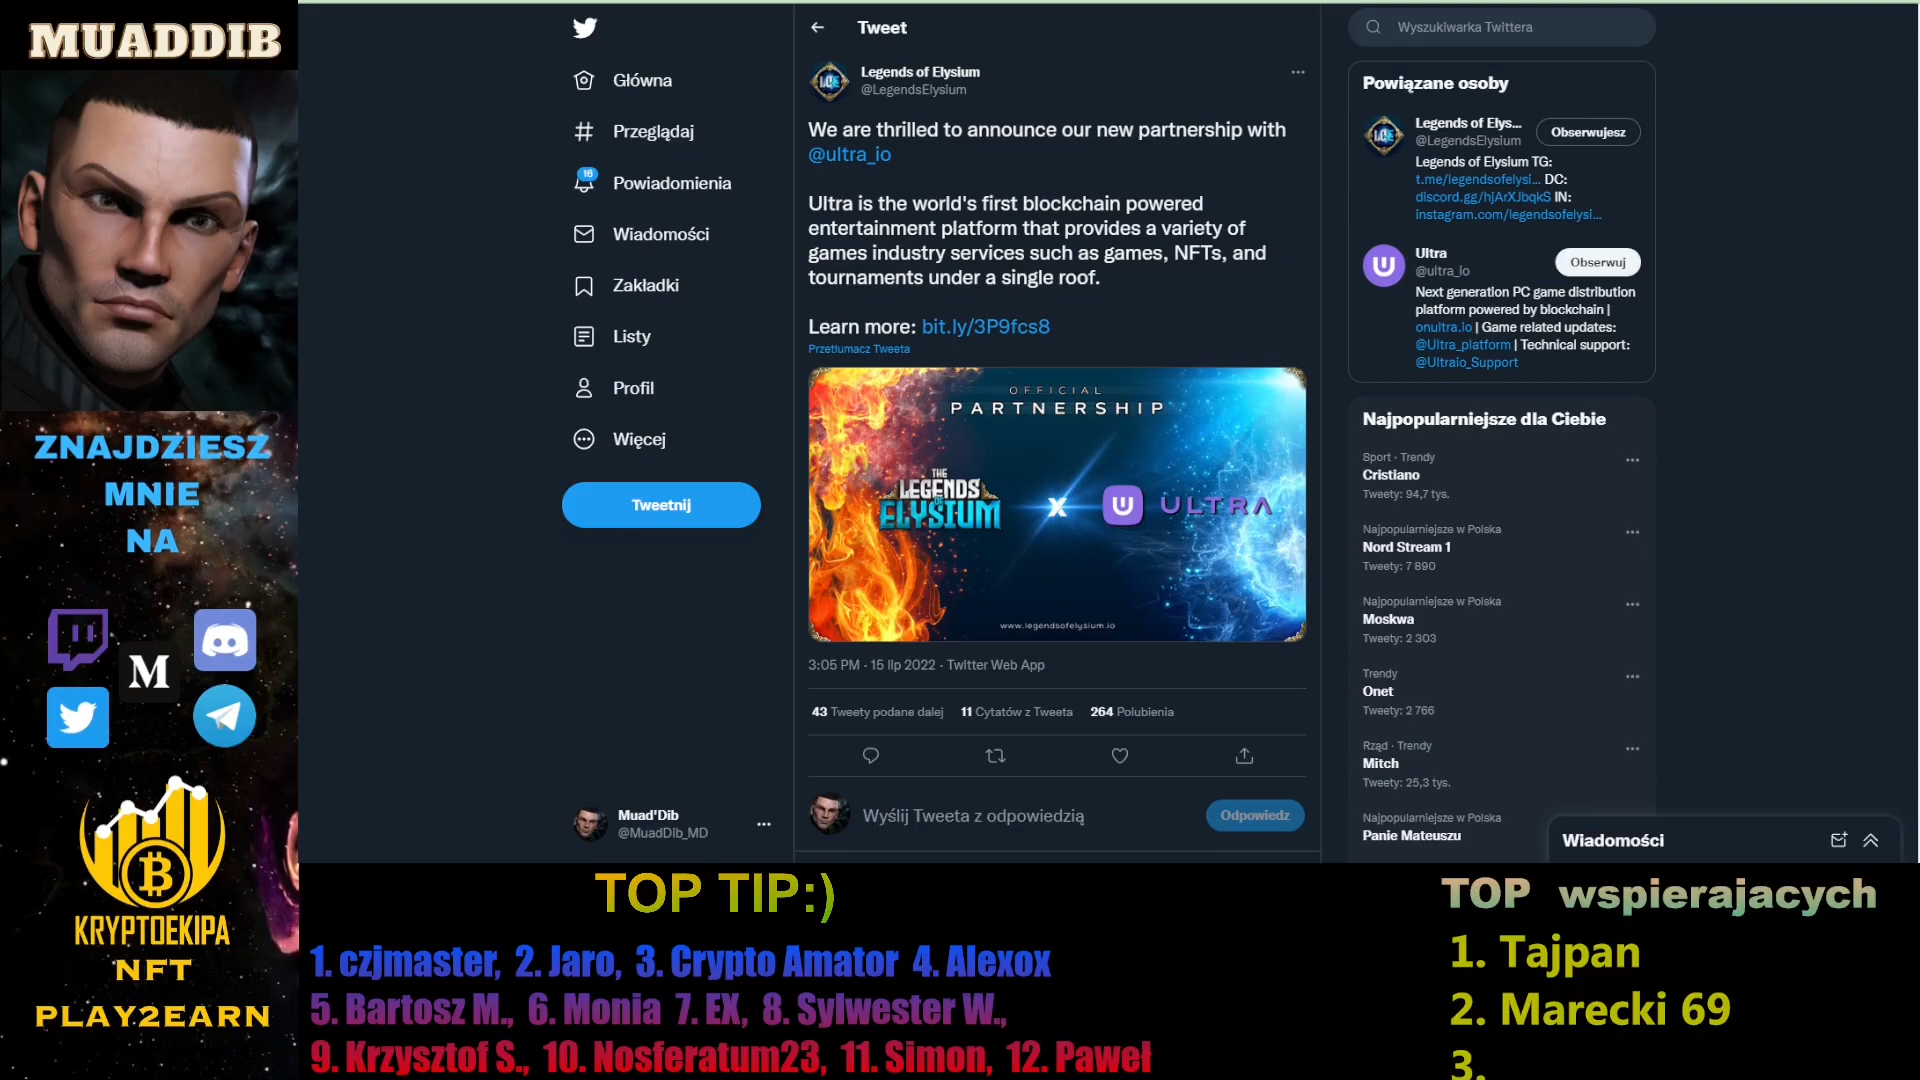 MUADDIB
ZNAJDZIESZ
MNIE
NA
M
KRYPTOEKIPA
NFT
PLAY2EARN
Główna
Przeglądaj
16
Powiadomienia
Wiadomości
Zakładki
Listy
Profil
Więcej
Tweetnij
Muad'Dib
@MuadDib_MD
Tweet
Legends of Elysium
@LegendsElysium
We are thrilled to announce our new partnership with
@ultra_io
Ultra is the world's first blockchain powered
entertainment platform that provides a variety of
games industry services such as games, NFTs, and
tournaments under a single roof.
Learn more: bit.ly/3P9fcs8
Przetłumacz Tweeta
OFFICIAL
PARTNERSHIP
THE
LEGENDS
OF
ELYSIUM
X
U ULTRA
www.legendsofelysium.io
3:05 PM · 15 lip 2022 · Twitter Web App
43 Tweety podane dalej 11 Cytatów z Tweeta 264 Polubienia
Wyślij Tweeta z odpowiedzią
Odpowiedz
Wyszukiwarka Twittera
Powiązane osoby
Legends of Elys...
@LegendsElysium
Obserwujesz
Legends of Elysium TG:
t.me/legendsofelysi... DC:
discord.gg/hjArXJbqkS IN:
instagram.com/legendsofelysi...
U
Ultra
@ultra_io
Obserwuj
Next generation PC game distribution
platform powered by blockchain |
onultra.io | Game related updates:
@Ultra_platform | Technical support:
@Ultraio_Support
Najpopularniejsze dla Ciebie
Sport · Trendy
Cristiano
Tweety: 94,7 tys.
Najpopularniejsze w Polska
Nord Stream 1
Tweety: 7 890
Najpopularniejsze w Polska
Moskwa
Tweety: 2 303
Trendy
Onet
Tweety: 2 766
Rząd · Trendy
Mitch
Tweety: 25,3 tys.
Najpopularniejsze w Polska
Panie Mateuszu
Wiadomości
TOP TIP:)
1. czjmaster, 2. Jaro, 3. Crypto Amator 4. Alexox
5. Bartosz M., 6. Monia 7. EX, 8. Sylwester W.,
9. Krzysztof S., 10. Nosferatum23, 11. Simon, 12. Paweł
TOP wspierajacych
1. Tajpan
2. Marecki 69
3.